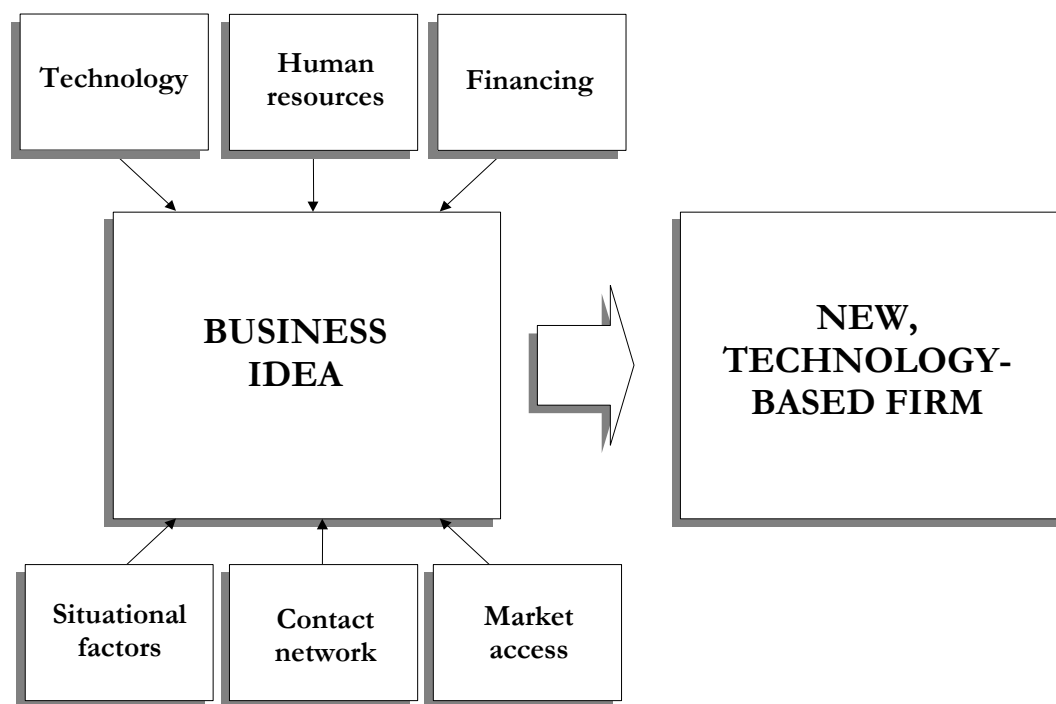 Technology
Human
resources
Financing
BUSINESS
IDEA
NEW,
TECHNOLOGY-
BASED FIRM
Situational
factors
Contact
network
Market
access